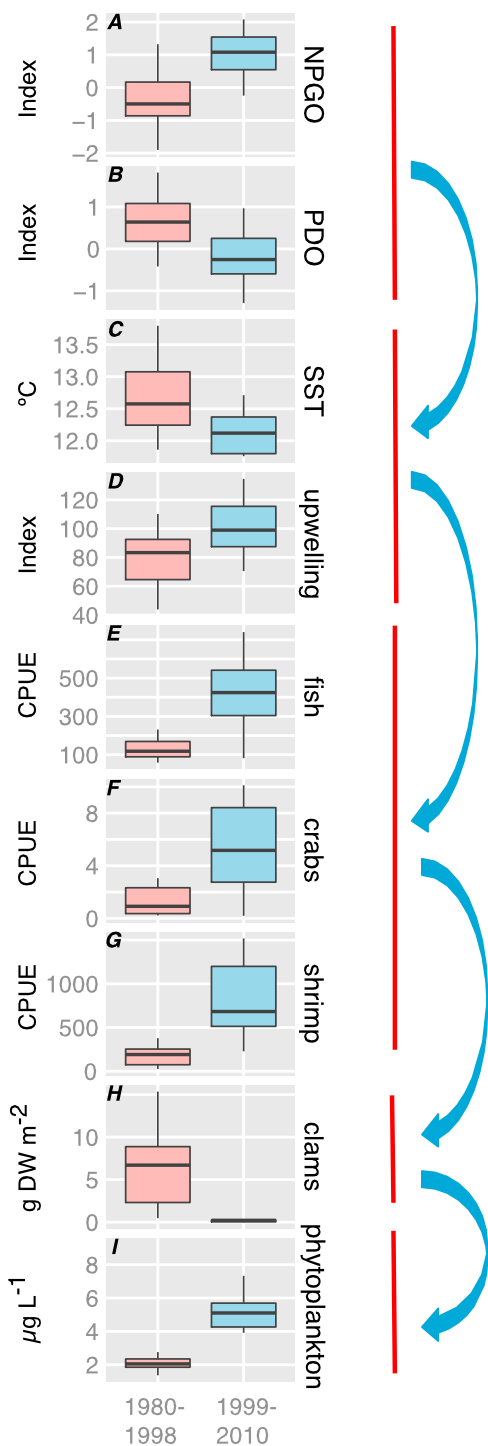 A
Index
2
1
0
−1
−2
NPGO
B
Index
1
0
−1
PDO
C
ºC
13.5
13.0
12.5
12.0
SST
D
Index
120
100
80
60
40
upwelling
E
CPUE
500
300
100
fish
F
CPUE
8
4
0
crabs
G
CPUE
1000
500
0
shrimp
H
g DW m-2
10
5
0
clams
I
µg L-1
8
6
4
2
phytoplankton
1980- 1999-
1998 2010